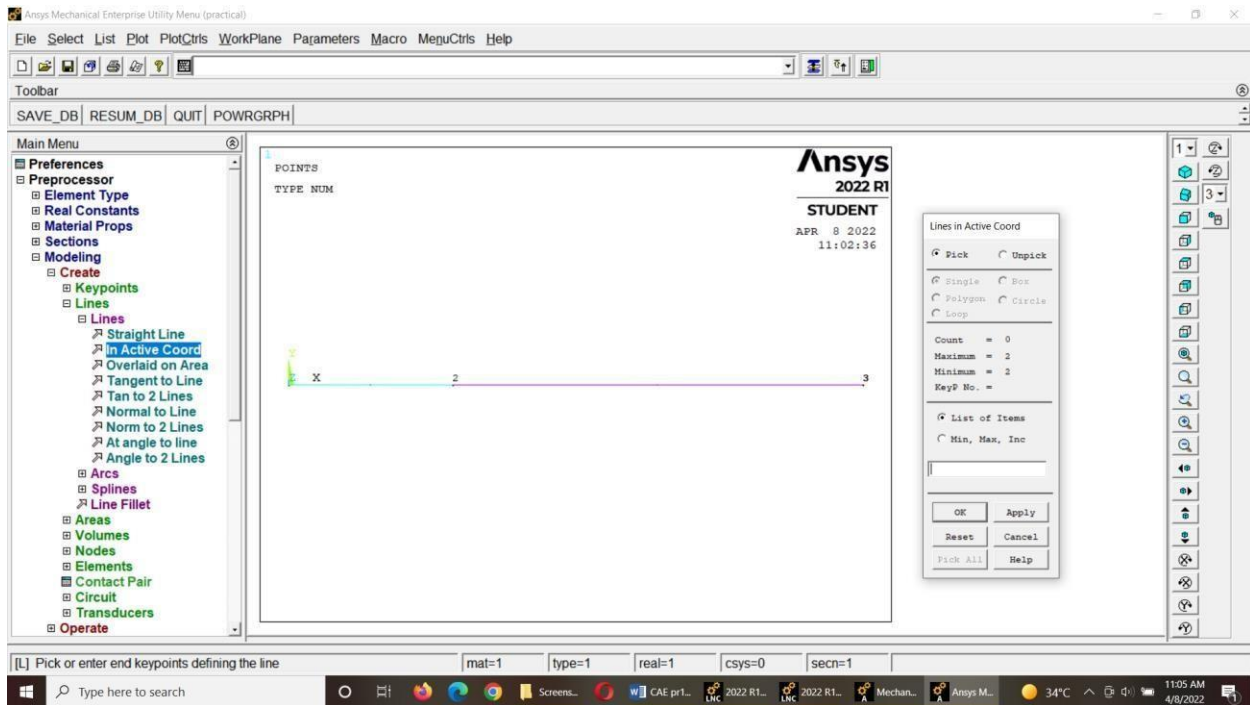 Ansys Mechanical Enterprise Utility Menu (practical)
File Select List Plot PlotCtrls WorkPlane Parameters Macro MenuCtrls Help
Toolbar
SAVE_DB RESUM_DB QUIT POWRGRPH
Main Menu
Preferences
Preprocessor
Element Type
Real Constants
Material Props
Sections
Modeling
Create
Keypoints
Lines
Lines
Straight Line
In Active Coord
Overlaid on Area
Tangent to Line
Tan to 2 Lines
Normal to Line
Norm to 2 Lines
At angle to line
Angle to 2 Lines
Arcs
Splines
Line Fillet
Areas
Volumes
Nodes
Elements
Contact Pair
Circuit
Transducers
Operate
1
POINTS
TYPE NUM
Ansys
2022 R1
STUDENT
APR 8 2022
11:02:36
Y
Z X 2 3
Lines in Active Coord
Pick Unpick
Single Box
Polygon Circle
Loop
Count = 0
Maximum = 2
Minimum = 2
KeyP No. =
List of Items
Min, Max, Inc
OK Apply
Reset Cancel
Pick All Help
1
3
[L] Pick or enter end keypoints defining the line mat=1 type=1 real=1 csys=0 secn=1
Type here to search Screens... CAE pr1... 2022 R1... 2022 R1... Mechan... Ansys M... 34°C 11:05 AM
4/8/2022